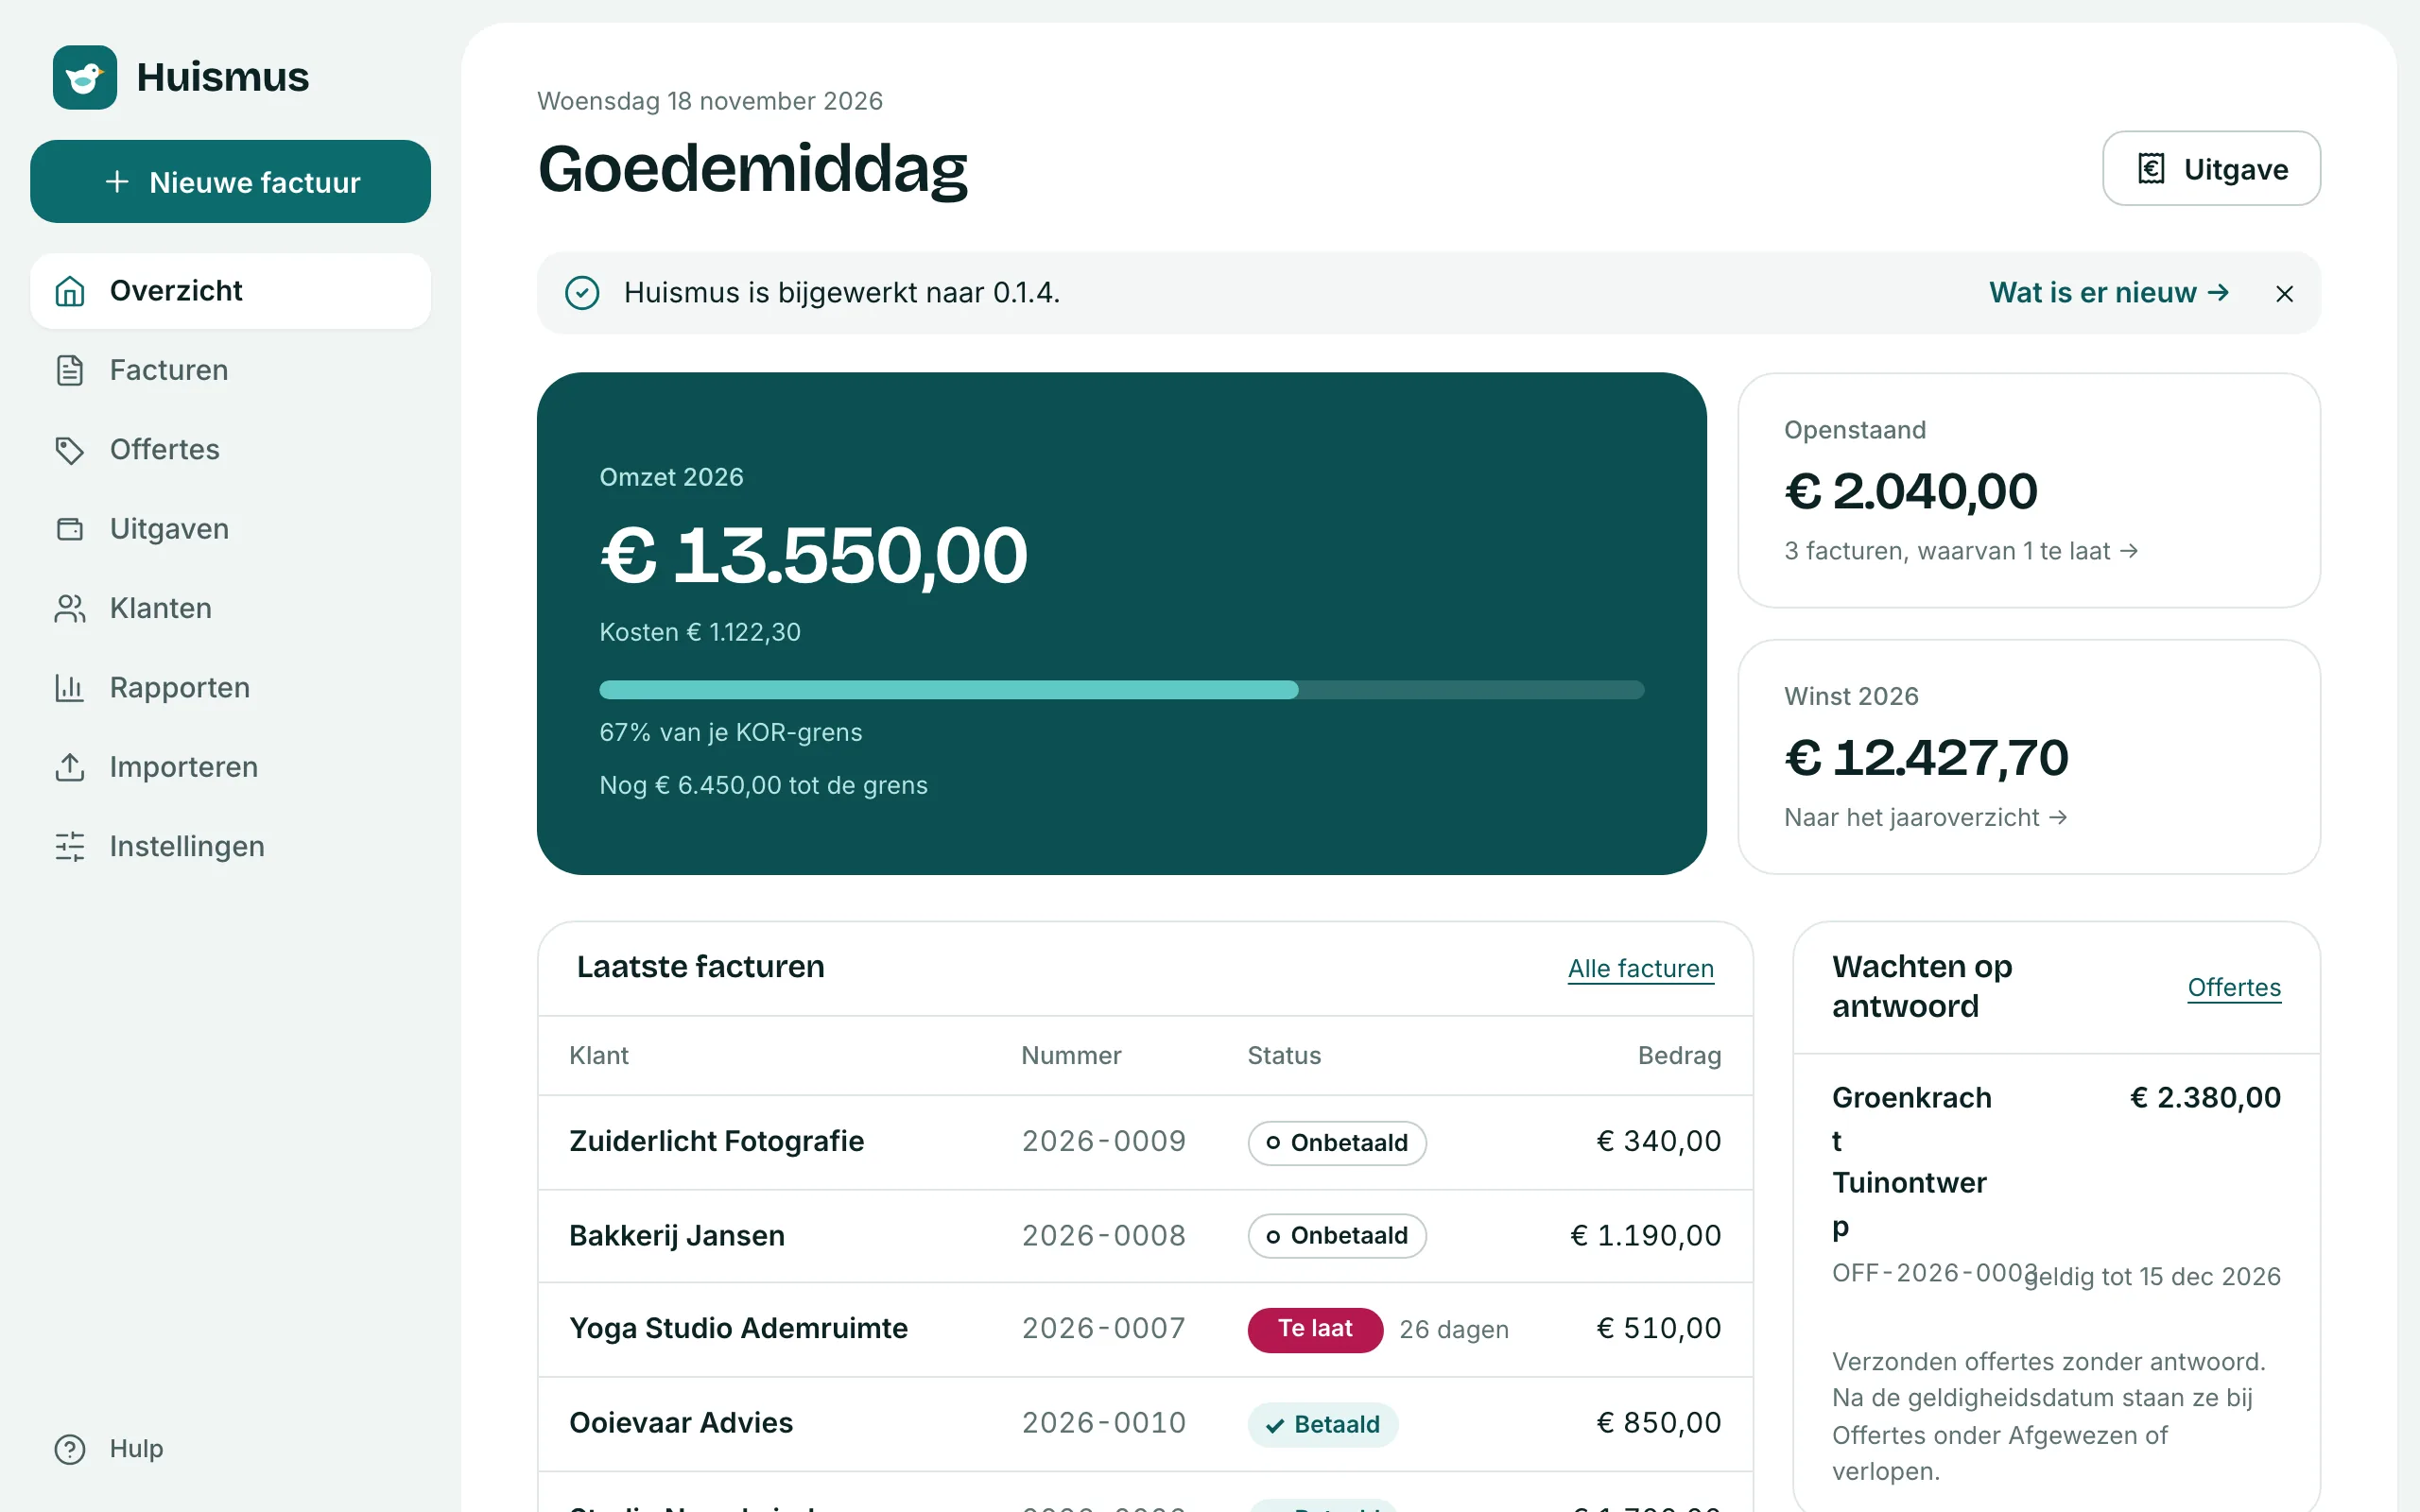 Huismus
Nieuwe factuur
Overzicht
Facturen
Offertes
Uitgaven
Klanten
Rapporten
Importeren
Instellingen
Hulp
Woensdag 18 november 2026
Goedemiddag
Uitgave
Huismus is bijgewerkt naar 0.1.4.
Wat is er nieuw →
Omzet 2026
€ 13.550,00
Kosten € 1.122,30
67% van je KOR-grens
Nog € 6.450,00 tot de grens
Openstaand
€ 2.040,00
3 facturen, waarvan 1 te laat →
Winst 2026
€ 12.427,70
Naar het jaaroverzicht →
Laatste facturen
Alle facturen
Klant Nummer Status Bedrag
Zuiderlicht Fotografie 2026-0009 Onbetaald € 340,00
Bakkerij Jansen 2026-0008 Onbetaald € 1.190,00
Yoga Studio Ademruimte 2026-0007 Te laat 26 dagen € 510,00
Ooievaar Advies 2026-0010 Betaald € 850,00
Wachten op
antwoord
Offertes
Groenkrach € 2.380,00
t
Tuinontwer
p
OFF-2026-0003 geldig tot 15 dec 2026
Verzonden offertes zonder antwoord.
Na de geldigheidsdatum staan ze bij
Offertes onder Afgewezen of
verlopen.